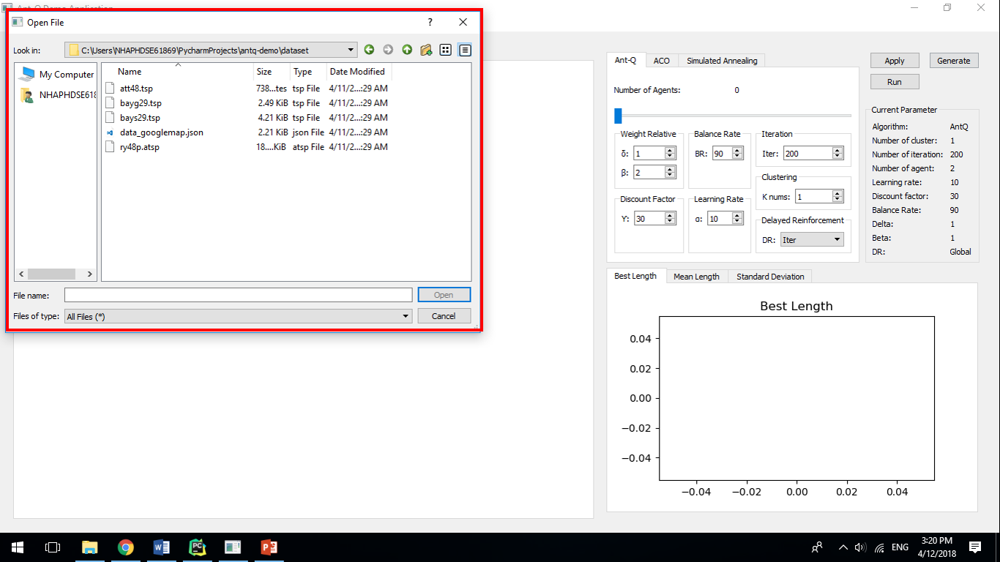 Ant-Q Demo Application
Open File
?
Look in:
C:\Users\NHAPHDSE61869\PycharmProjects\antq-demo\dataset
My Computer
NHAPHDSE618
Name Size Type Date Modified
att48.tsp 738...tes tsp File 4/11/2...:29 AM
bayg29.tsp 2.49 KiB tsp File 4/11/2...:29 AM
bays29.tsp 4.21 KiB tsp File 4/11/2...:29 AM
data_googlemap.json 2.21 KiB json File 4/11/2...:29 AM
ry48p.atsp 18....KiB atsp File 4/11/2...:29 AM
File name:
Open
Files of type: All Files (*)
Cancel
Ant-Q ACO Simulated Annealing
Number of Agents: 0
Weight Relative
δ: 1
β: 2
Balance Rate
BR: 90
Iteration
Iter: 200
Clustering
K nums: 1
Discount Factor
Y: 30
Learning Rate
α: 10
Delayed Reinforcement
DR: Iter
Apply
Generate
Run
Current Parameter
Algorithm: AntQ
Number of cluster: 1
Number of iteration: 200
Number of agent: 2
Learning rate: 10
Discount factor: 30
Balance Rate: 90
Delta: 1
Beta: 1
DR: Global
Best Length Mean Length Standard Deviation
Best Length
0.04
0.02
0.00
−0.02
−0.04
−0.04 −0.02 0.00 0.02 0.04
ENG
3:20 PM
4/12/2018